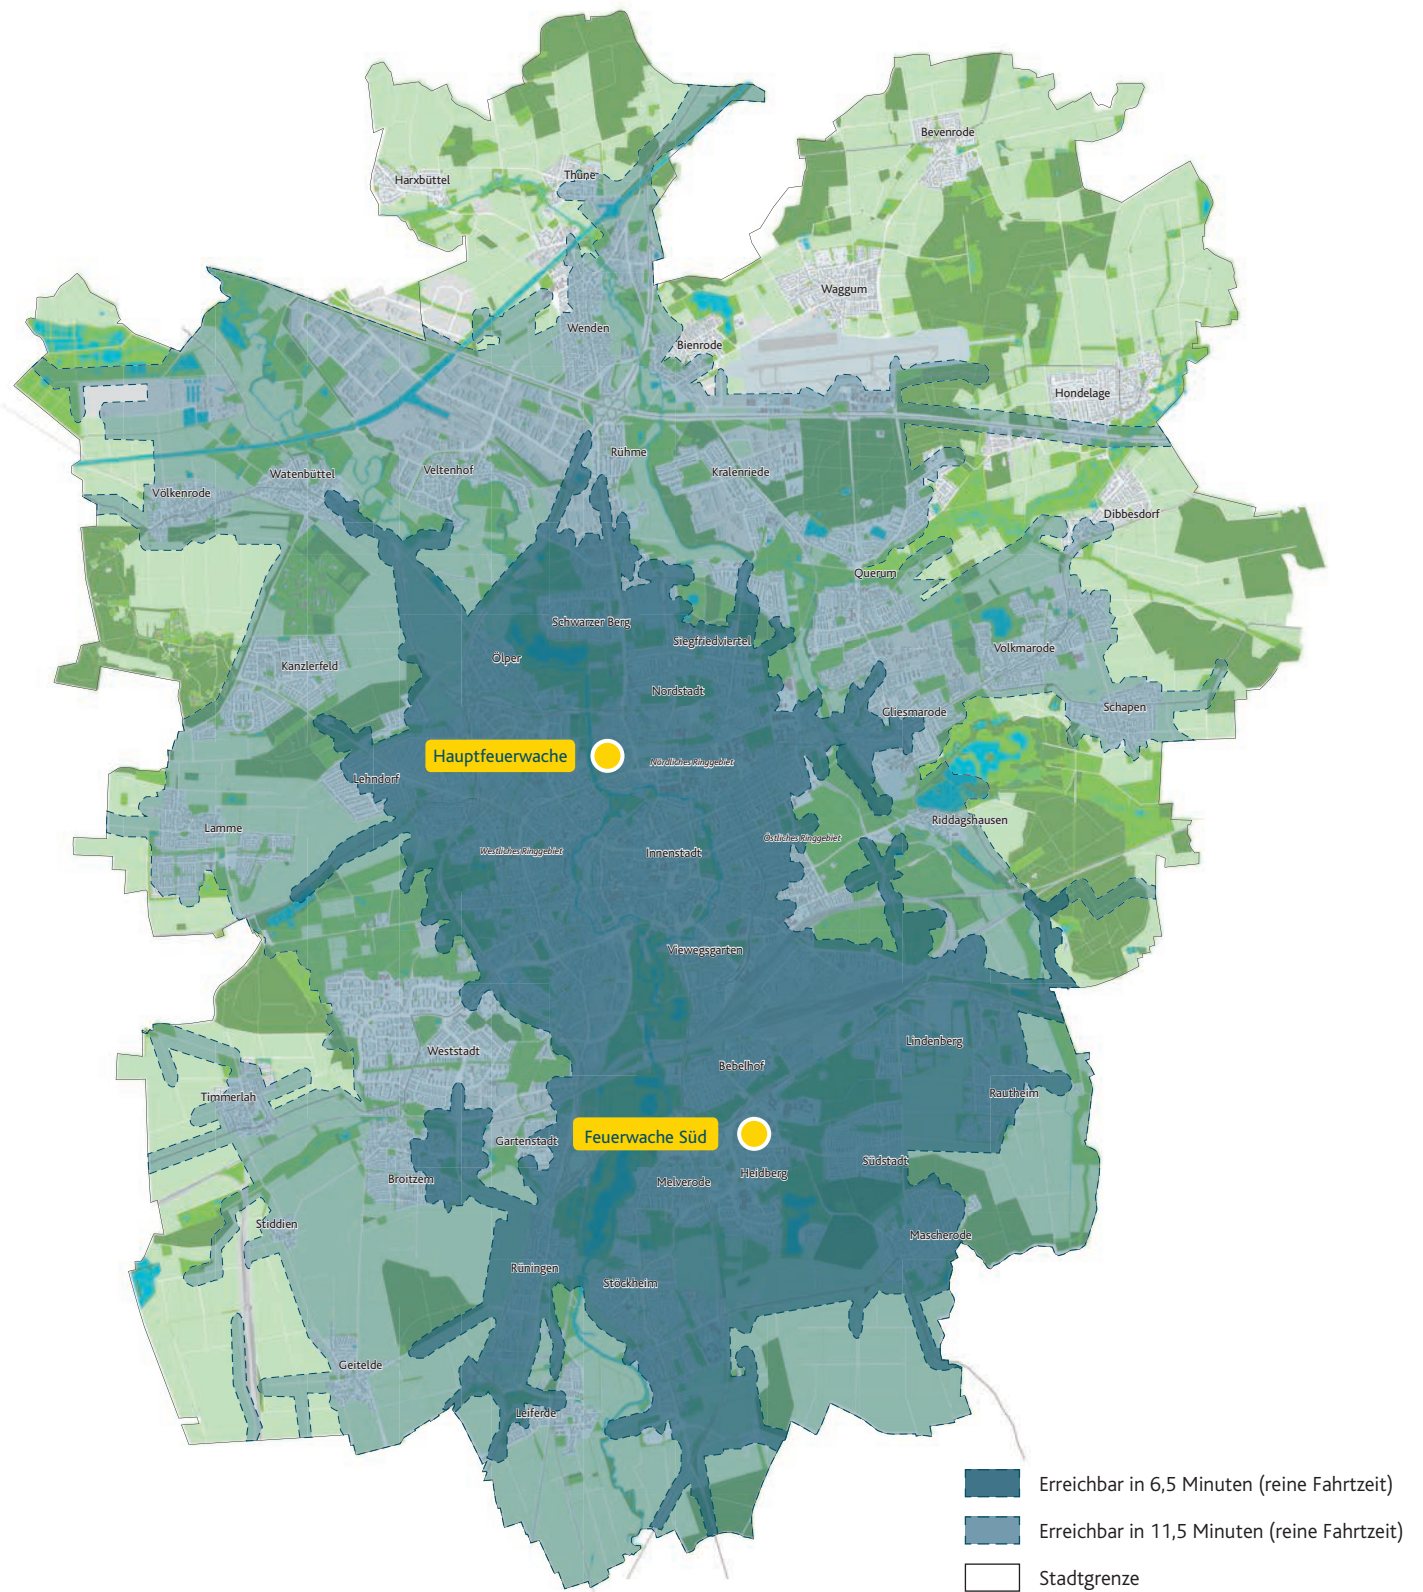 Bevenrode
Harxbüttel
Thune
Waggum
Wenden
Bienrode
Hondelage
Rühme
Veltenhof
Watenbüttel
Kralenriede
Völkenrode
Dibbesdorf
Querum
Schwarzer Berg
Siegfriedviertel
Volkmarode
Ölper
Kanzlerfeld
Nordstadt
Schapen
Gliesmarode
Hauptfeuerwache
Nördliches Ringgebiet
Lehndorf
Riddagshausen
Lamme
Östliches Ringgebiet
Westliches Ringgebiet
Innenstadt
Viewegsgarten
Lindenberg
Weststadt
Bebelhof
Rautheim
Timmerlah
Feuerwache Süd
Gartenstadt
Südstadt
Heidberg
Broitzem
Melverode
Stiddien
Mascherode
Rüningen
Stöckheim
Geitelde
Leiferde
Erreichbar in 6,5 Minuten (reine Fahrtzeit)
Erreichbar in 11,5 Minuten (reine Fahrtzeit)
Stadtgrenze